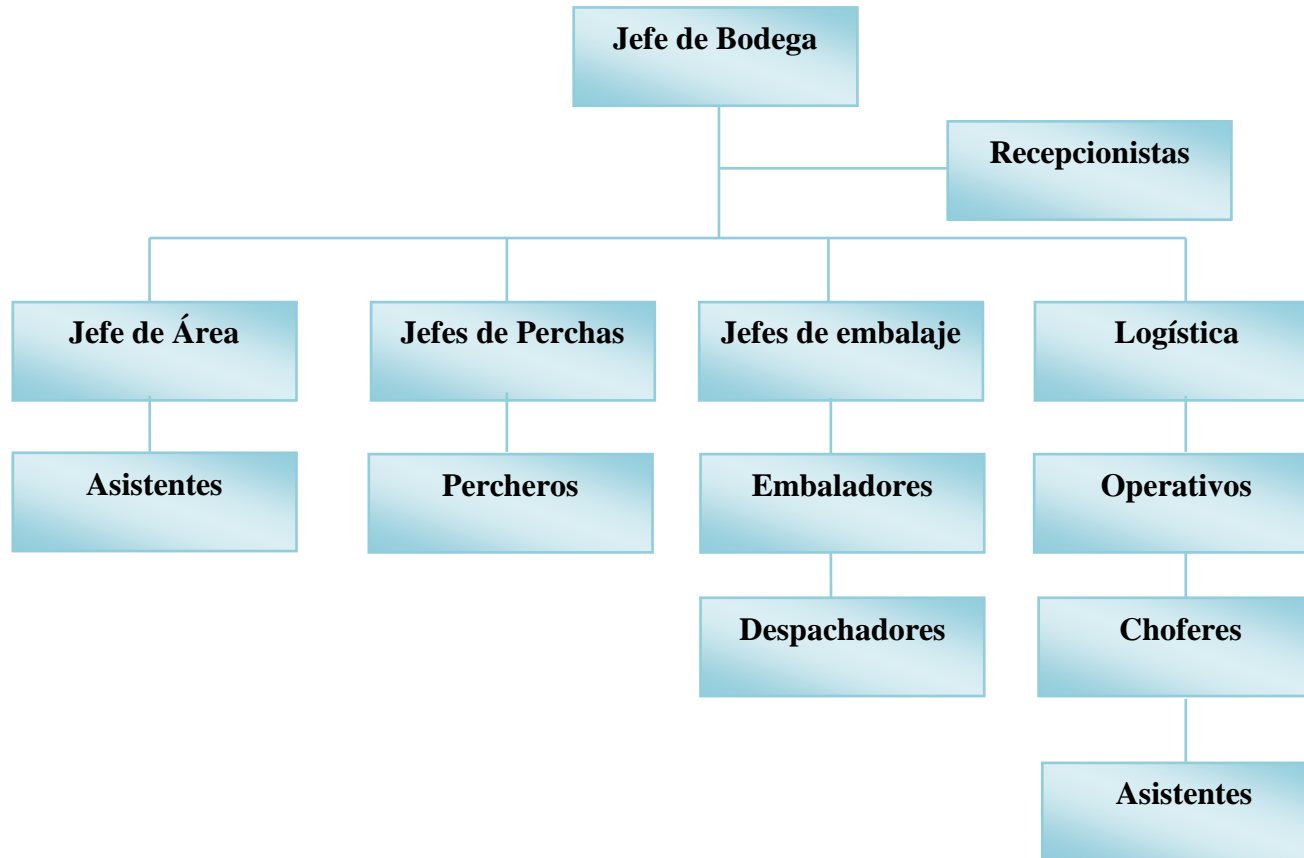 Jefe de Bodega
Recepcionistas
Jefe de Área
Jefes de Perchas
Jefes de embalaje
Logística
Asistentes
Percheros
Embaladores
Operativos
Despachadores
Choferes
Asistentes